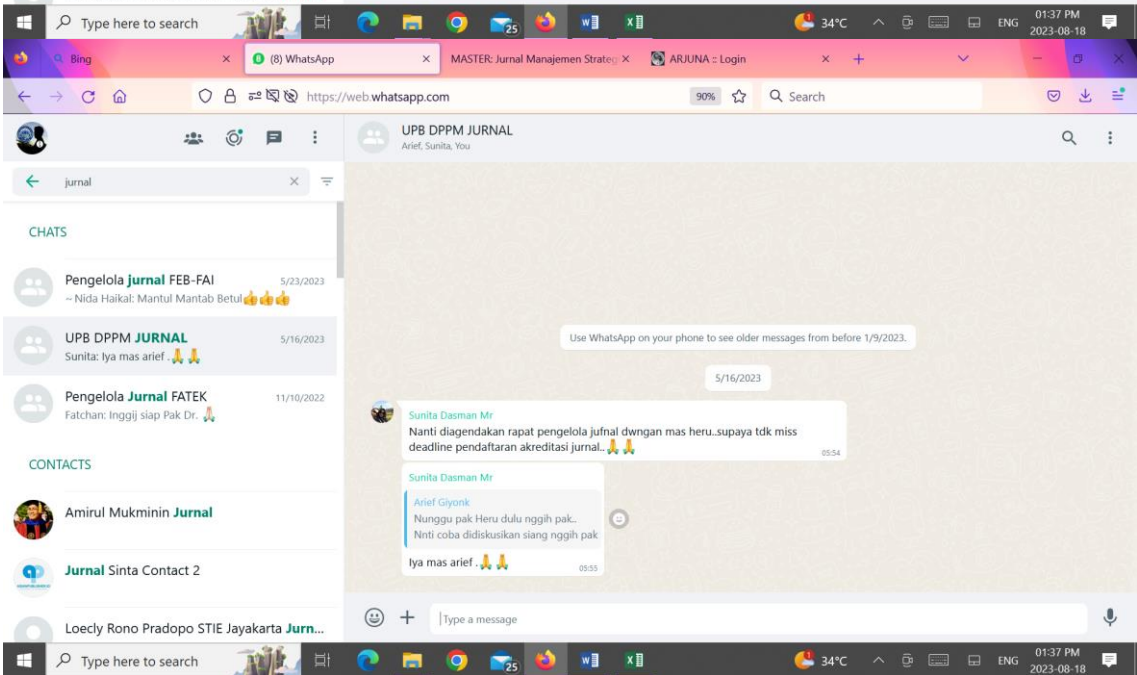 Type here to search
25
34°C
ENG
01:37 PM
2023-08-18
Bing
(8) WhatsApp
MASTER: Jurnal Manajemen Strateg
ARJUNA :: Login
https://web.whatsapp.com
90%
Search
jurnal
CHATS
Pengelola jurnal FEB-FAI 5/23/2023
~ Nida Haikal: Mantul Mantab Betul👍👍👍
UPB DPPM JURNAL 5/16/2023
Sunita: Iya mas arief .🙏 🙏
Pengelola Jurnal FATEK 11/10/2022
Fatchan: Inggij siap Pak Dr. 🙏
CONTACTS
Amirul Mukminin Jurnal
Jurnal Sinta Contact 2
Loecly Rono Pradopo STIE Jayakarta Jurn...
UPB DPPM JURNAL
Arief, Sunita, You
Use WhatsApp on your phone to see older messages from before 1/9/2023.
5/16/2023
Sunita Dasman Mr
Nanti diagendakan rapat pengelola jufnal dwngan mas heru..supaya tdk miss
deadline pendaftaran akreditasi jurnal..🙏 🙏
05:54
Sunita Dasman Mr
Arief Giyonk
Nunggu pak Heru dulu nggih pak..
Nnti coba didiskusikan siang nggih pak
Iya mas arief .🙏 🙏
05:55
Type a message
Type here to search
25
34°C
ENG
01:37 PM
2023-08-18